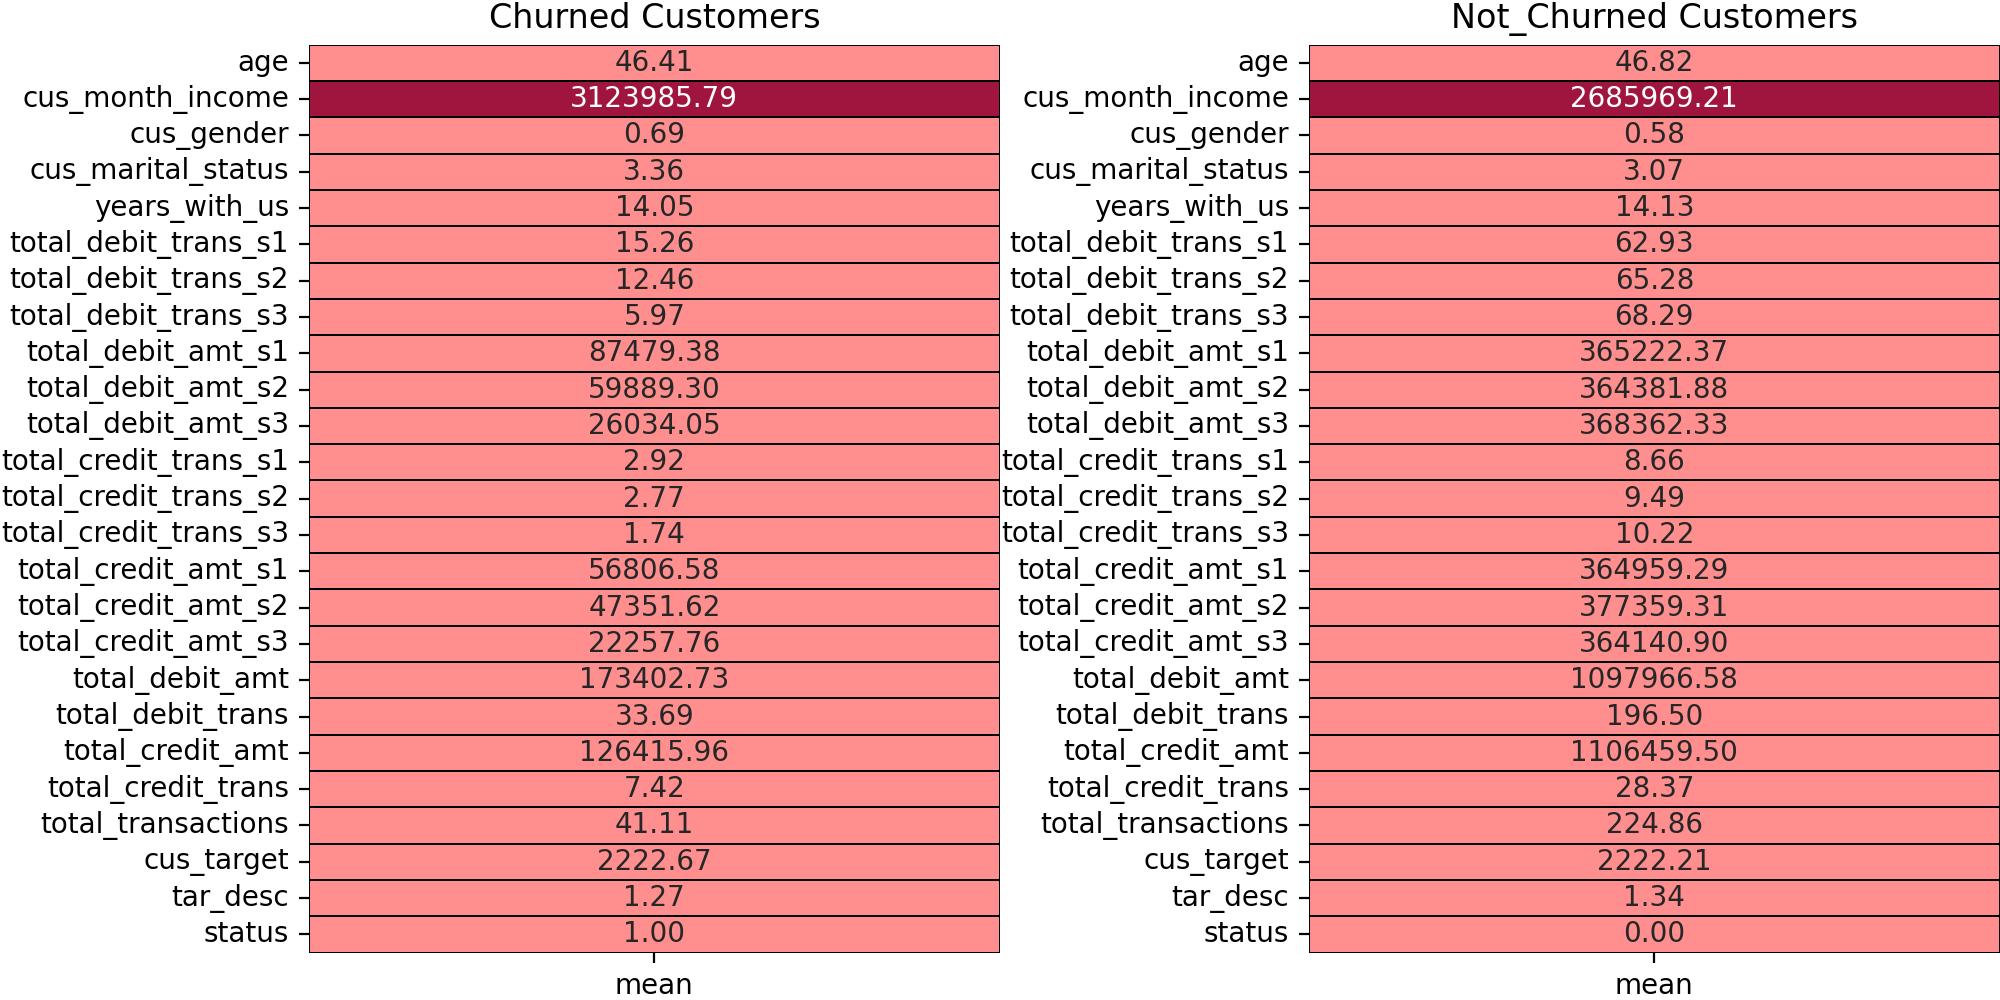 Churned Customers
age 46.41
cus_month_income 3123985.79
cus_gender 0.69
cus_marital_status 3.36
years_with_us 14.05
total_debit_trans_s1 15.26
total_debit_trans_s2 12.46
total_debit_trans_s3 5.97
total_debit_amt_s1 87479.38
total_debit_amt_s2 59889.30
total_debit_amt_s3 26034.05
total_credit_trans_s1 2.92
total_credit_trans_s2 2.77
total_credit_trans_s3 1.74
total_credit_amt_s1 56806.58
total_credit_amt_s2 47351.62
total_credit_amt_s3 22257.76
total_debit_amt 173402.73
total_debit_trans 33.69
total_credit_amt 126415.96
total_credit_trans 7.42
total_transactions 41.11
cus_target 2222.67
tar_desc 1.27
status 1.00
mean
Not_Churned Customers
age 46.82
cus_month_income 2685969.21
cus_gender 0.58
cus_marital_status 3.07
years_with_us 14.13
total_debit_trans_s1 62.93
total_debit_trans_s2 65.28
total_debit_trans_s3 68.29
total_debit_amt_s1 365222.37
total_debit_amt_s2 364381.88
total_debit_amt_s3 368362.33
total_credit_trans_s1 8.66
total_credit_trans_s2 9.49
total_credit_trans_s3 10.22
total_credit_amt_s1 364959.29
total_credit_amt_s2 377359.31
total_credit_amt_s3 364140.90
total_debit_amt 1097966.58
total_debit_trans 196.50
total_credit_amt 1106459.50
total_credit_trans 28.37
total_transactions 224.86
cus_target 2222.21
tar_desc 1.34
status 0.00
mean